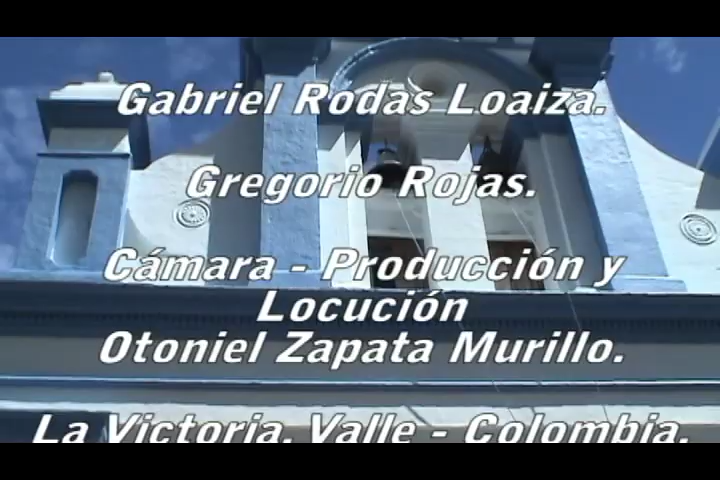 Gabriel Rodas Loaiza.
Gregorio Rojas.
Cámara - Producción y
Locución
Otoniel Zapata Murillo.
La Victoria, Valle - Colombia.